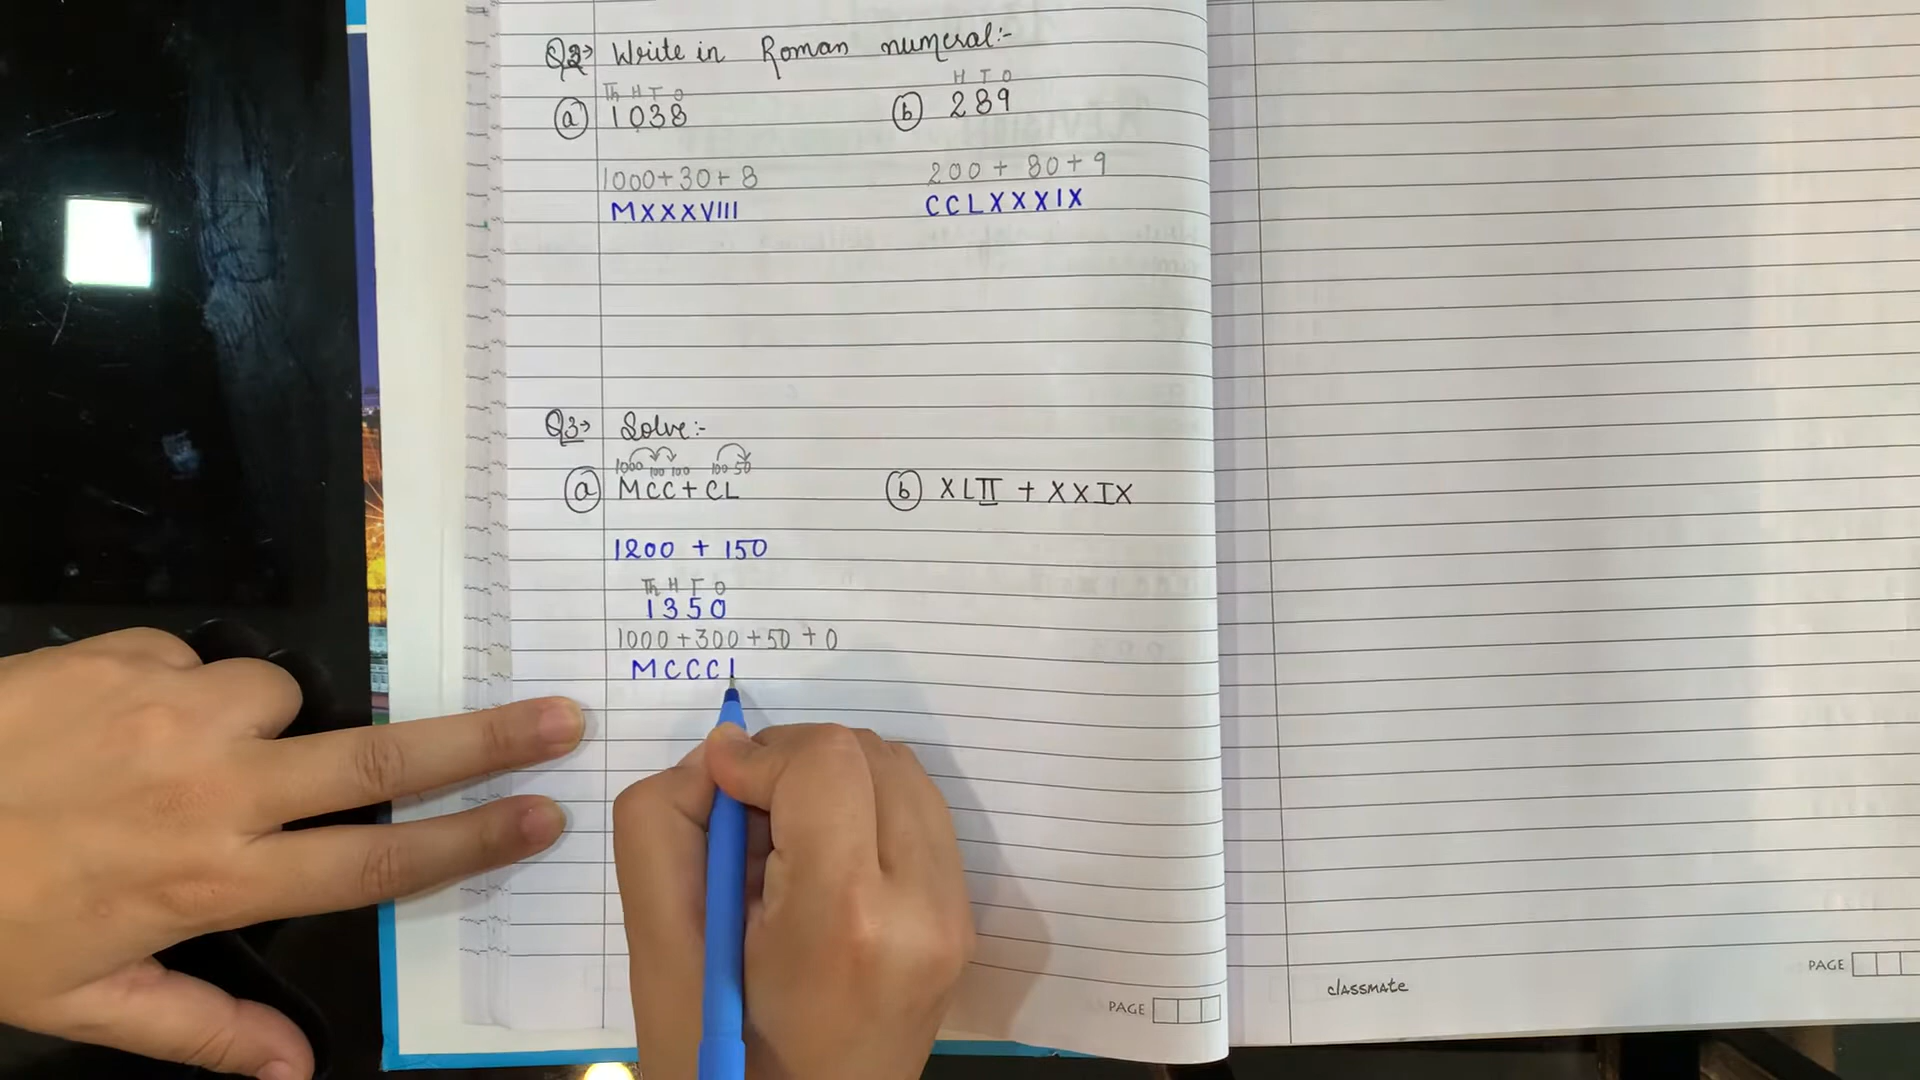 Q2→ Write in Roman numeral:-
Th H T O
H T O
(a) 1038
(b) 289
1000+30+8
200 + 80+9
MXXXVIII
CCLXXXIX
Q3→ Solve:-
1000 100 100 100 50
(a) MCC+CL
(b) XLII + XXIX
1200 + 150
Th H T O
1350
1000+300+50+0
MCCCI
PAGE
classmate
PAGE